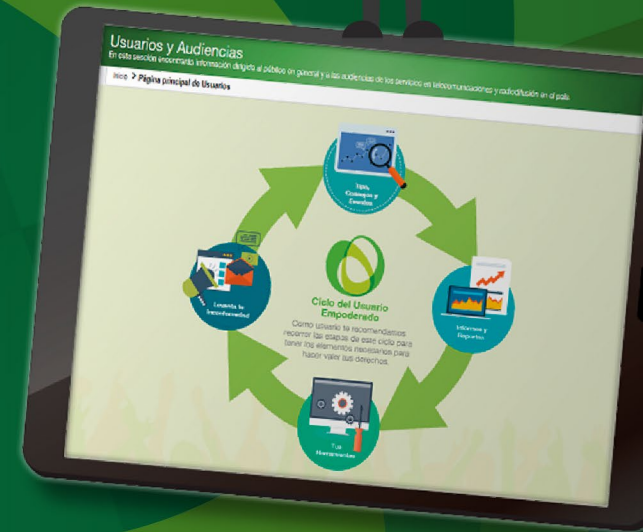 Usuarios y Audiencias
En esta sección encontrarás información dirigida al público en general y a las audiencias de los servicios en telecomunicaciones y radiodifusión en el país
Inicio > Página principal de Usuarios
Tips,
Consejos y
Eventos
Levanta tu
Inconformidad
Ciclo del Usuario
Empoderado
Como usuario te recomendamos
recorrer las etapas de este ciclo para
tener los elementos necesarios para
hacer valer tus derechos.
Informes y
Reportes
Tus
Herramientas